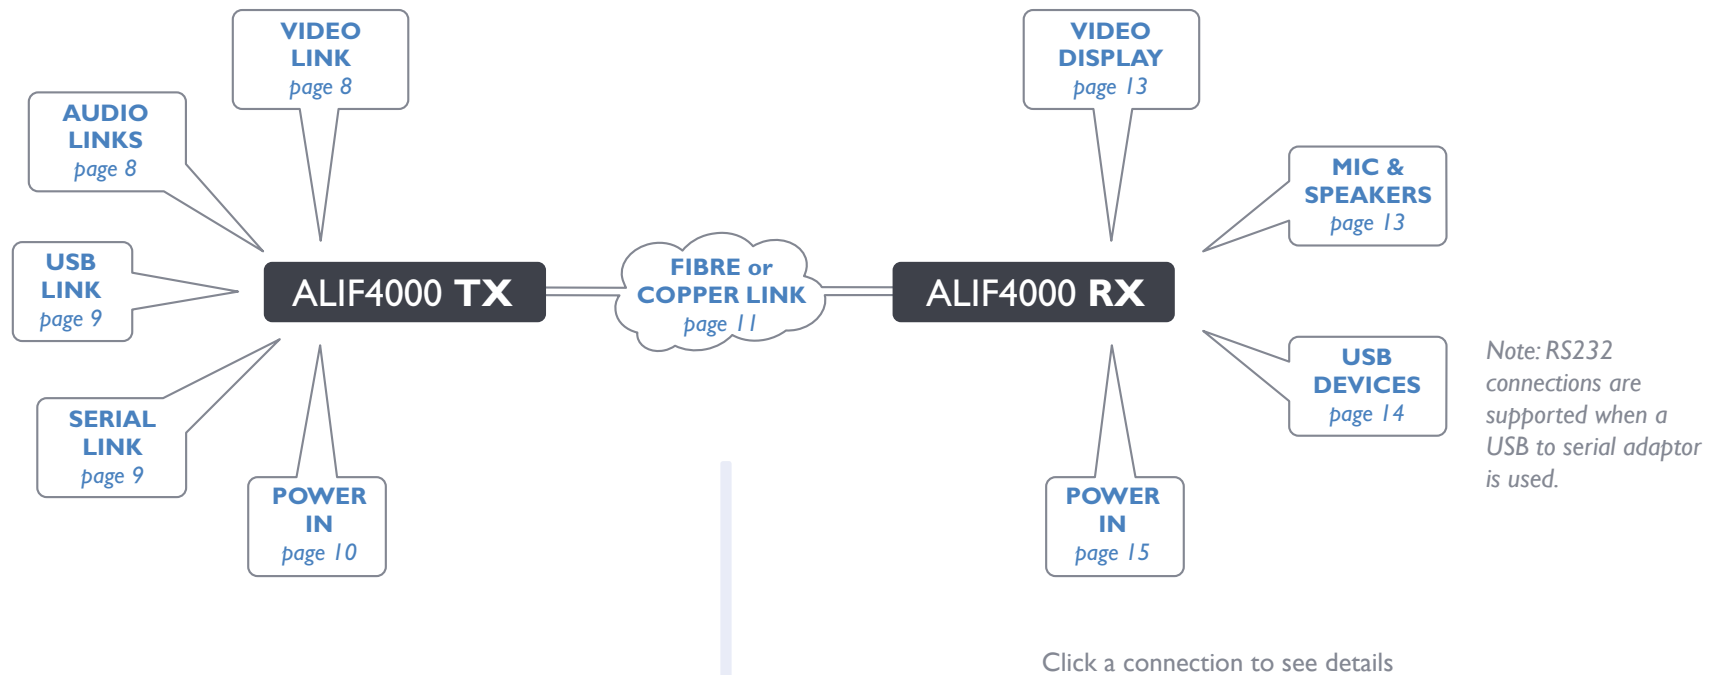 VIDEO
LINK
page 8
AUDIO
LINKS
page 8
USB
LINK
page 9
SERIAL
LINK
page 9
POWER
IN
page 10
ALIF4000 TX
FIBRE or
COPPER LINK
page 11
ALIF4000 RX
VIDEO
DISPLAY
page 13
MIC &
SPEAKERS
page 13
USB
DEVICES
page 14
Note: RS232
connections are
supported when a
USB to serial adaptor
is used.
POWER
IN
page 15
Click a connection to see details